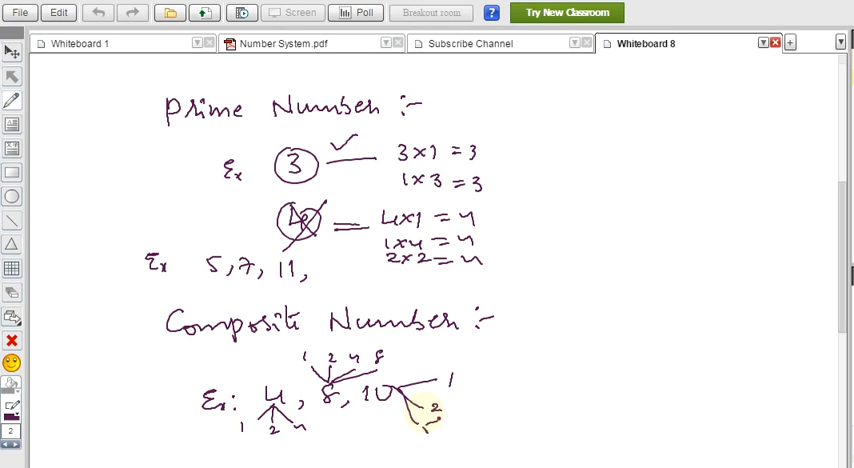 File Edit Screen Poll Breakout room ? Try New Classroom
Whiteboard 1 Number System.pdf Subscribe Channel Whiteboard 8
Prime Number :-
Ex 3 3 x 1 = 3
1 x 3 = 3
4 = 4 x 1 = 4
1 x 4 = 4
2 x 2 = 4
Ex 5, 7, 11,
Composite Number :-
1 2 4 8
Ex: 4, 8, 10 1
2
1 2 4 5
2